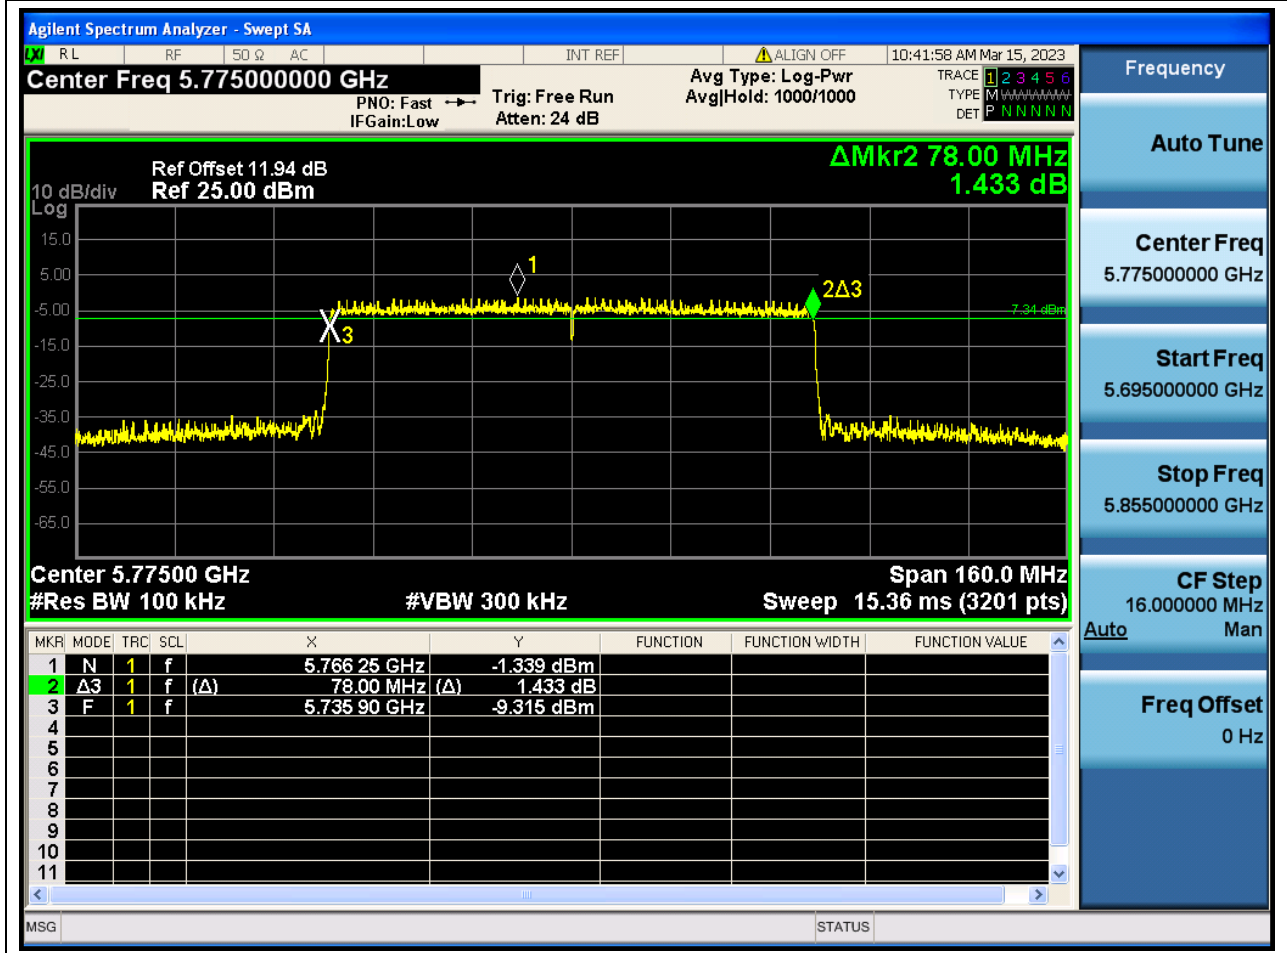 Agilent Spectrum Analyzer - Swept SA
LXI RL RF 50 Ω AC INT REF ALIGN OFF 10:41:58 AM Mar 15, 2023
Center Freq 5.775000000 GHz
PNO: Fast
IFGain:Low
Trig: Free Run
Atten: 24 dB
Avg Type: Log-Pwr
Avg|Hold: 1000/1000
TRACE 1 2 3 4 5 6
TYPE M
DET P N N N N N
ΔMkr2 78.00 MHz
1.433 dB
Ref Offset 11.94 dB
10 dB/div Ref 25.00 dBm
Log
15.0
5.00
-5.00
-15.0
-25.0
-35.0
-45.0
-55.0
-65.0
1
2Δ3
3
7.34 dBm
Center 5.77500 GHz Span 160.0 MHz
#Res BW 100 kHz #VBW 300 kHz Sweep 15.36 ms (3201 pts)
MKR MODE TRC SCL X Y FUNCTION FUNCTION WIDTH FUNCTION VALUE
1 N 1 f 5.766 25 GHz -1.339 dBm
2 Δ3 1 f (Δ) 78.00 MHz (Δ) 1.433 dB
3 F 1 f 5.735 90 GHz -9.315 dBm
4
5
6
7
8
9
10
11
MSG STATUS
Frequency
Auto Tune
Center Freq
5.775000000 GHz
Start Freq
5.695000000 GHz
Stop Freq
5.855000000 GHz
CF Step
16.000000 MHz
Auto Man
Freq Offset
0 Hz